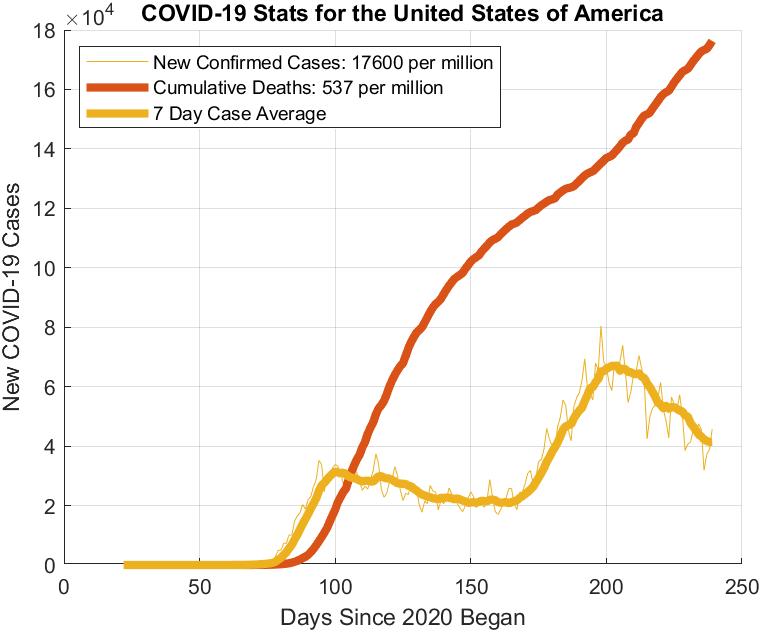 COVID-19 Stats for the United States of America
×10⁴
New Confirmed Cases: 17600 per million
Cumulative Deaths: 537 per million
7 Day Case Average
18
16
14
12
10
8
6
4
2
0
New COVID-19 Cases
0 50 100 150 200 250
Days Since 2020 Began